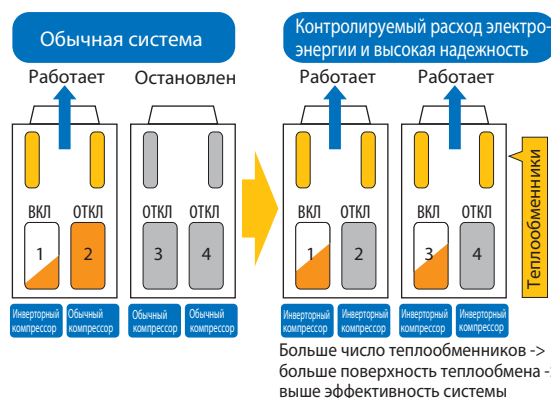 Обычная система
Контролируемый расход электро-
энергии и высокая надежность
Работает
Остановлен
Работает
Работает
ВКЛ
ОТКЛ
ОТКЛ
ОТКЛ
ВКЛ
ОТКЛ
ВКЛ
ОТКЛ
1
2
3
4
1
2
3
4
Теплообменники
Инверторный
компрессор
Обычный
компрессор
Обычный
компрессор
Обычный
компрессор
Инверторный
компрессор
Инверторный
компрессор
Инверторный
компрессор
Инверторный
компрессор
Больше число теплообменников ->
больше поверхность теплообмена -
выше эффективность системы